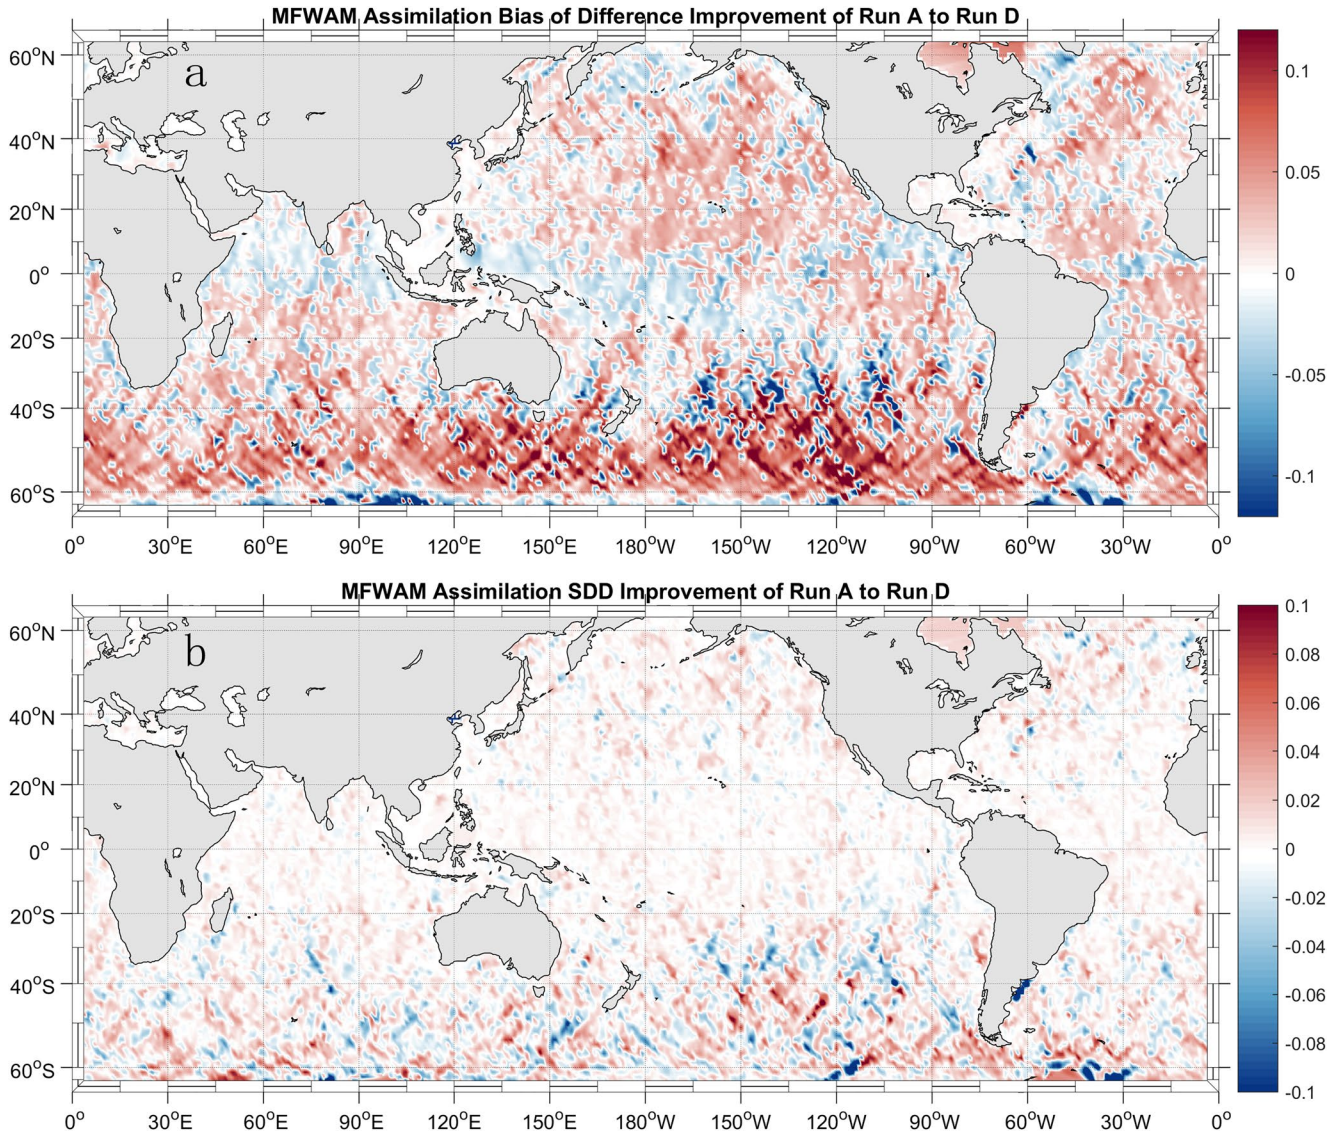 MFWAM Assimilation Bias of Difference Improvement of Run A to Run D
a
60°N
40°N
20°N
0°
20°S
40°S
60°S
0° 30°E 60°E 90°E 120°E 150°E 180°W 150°W 120°W 90°W 60°W 30°W 0°
0.1
0.05
0
-0.05
-0.1
MFWAM Assimilation SDD Improvement of Run A to Run D
b
60°N
40°N
20°N
0°
20°S
40°S
60°S
0° 30°E 60°E 90°E 120°E 150°E 180°W 150°W 120°W 90°W 60°W 30°W 0°
0.1
0.08
0.06
0.04
0.02
0
-0.02
-0.04
-0.06
-0.08
-0.1